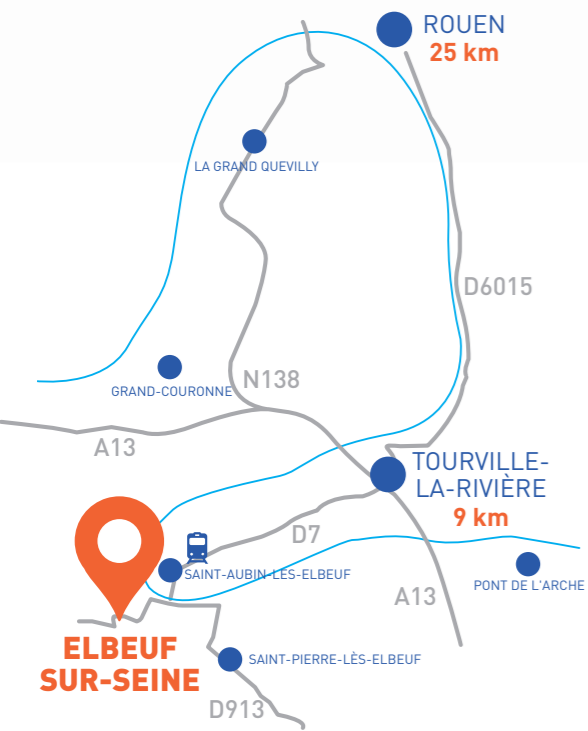 ROUEN
25 km
LA GRAND QUEVILLY
D6015
N138
GRAND-COURONNE
A13
TOURVILLE-
LA-RIVIÈRE
9 km
D7
SAINT-AUBIN-LES-ELBEUF
PONT DE L'ARCHE
A13
ELBEUF
SUR-SEINE
SAINT-PIERRE-LÈS-ELBEUF
D913